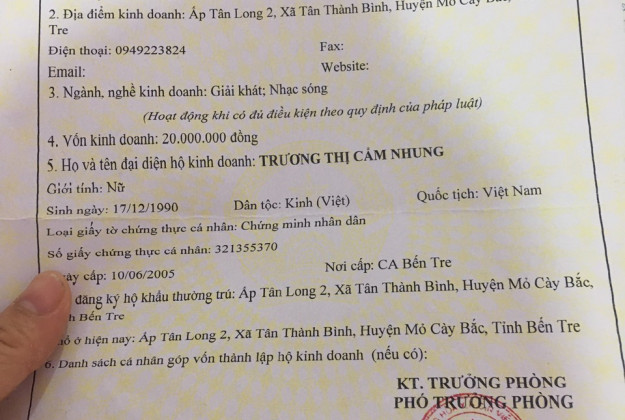 2. Địa điểm kinh doanh: Ấp Tân Long 2, Xã Tân Thành Bình, Huyện Mỏ Cày
Tre
Điện thoại: 0949223824 Fax:
Email: Website:
3. Ngành, nghề kinh doanh: Giải khát; Nhạc sóng
(Hoạt động khi có đủ điều kiện theo quy định của pháp luật)
4. Vốn kinh doanh: 20.000.000 đồng
5. Họ và tên đại diện hộ kinh doanh: TRƯƠNG THỊ CẨM NHUNG
Giới tính: Nữ
Sinh ngày: 17/12/1990 Dân tộc: Kinh (Việt) Quốc tịch: Việt Nam
Loại giấy tờ chứng thực cá nhân: Chứng minh nhân dân
Số giấy chứng thực cá nhân: 321355370
cấp: 10/06/2005 Nơi cấp: CA Bến Tre
đăng ký hộ khẩu thường trú: Ấp Tân Long 2, Xã Tân Thành Bình, Huyện Mỏ Cày Bắc,
Bến Tre
ở hiện nay: Ấp Tân Long 2, Xã Tân Thành Bình, Huyện Mỏ Cày Bắc, Tỉnh Bến Tre
6. Danh sách cá nhân góp vốn thành lập hộ kinh doanh (nếu có):
KT. TRƯỞNG PHÒNG
PHÓ TRƯỞNG PHÒNG